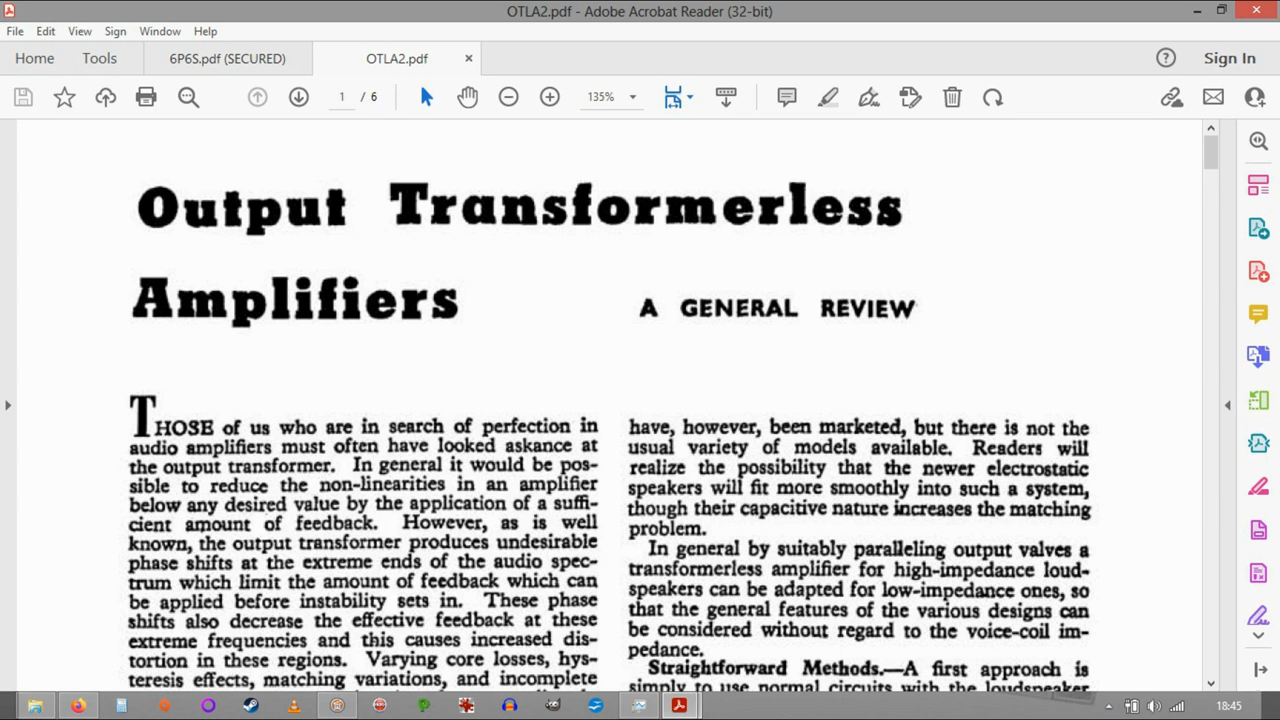 OTLA2.pdf - Adobe Acrobat Reader (32-bit)
File Edit View Sign Window Help
Home Tools 6P6S.pdf (SECURED) OTLA2.pdf × Sign In
1 / 6 135%
Output Transformerless
Amplifiers A GENERAL REVIEW
THOSE of us who are in search of perfection in
audio amplifiers must often have looked askance at
the output transformer. In general it would be pos-
sible to reduce the non-linearities in an amplifier
below any desired value by the application of a suffi-
cient amount of feedback. However, as is well
known, the output transformer produces undesirable
phase shifts at the extreme ends of the audio spec-
trum which limit the amount of feedback which can
be applied before instability sets in. These phase
shifts also decrease the effective feedback at these
extreme frequencies and this causes increased dis-
tortion in these regions. Varying core losses, hys-
teresis effects, matching variations, and incomplete
have, however, been marketed, but there is not the
usual variety of models available. Readers will
realize the possibility that the newer electrostatic
speakers will fit more smoothly into such a system,
though their capacitive nature increases the matching
problem.
In general by suitably paralleling output valves a
transformerless amplifier for high-impedance loud-
speakers can be adapted for low-impedance ones, so
that the general features of the various designs can
be considered without regard to the voice-coil im-
pedance.
Straightforward Methods.—A first approach is
simply to use normal circuits with the loudspeaker
18:45